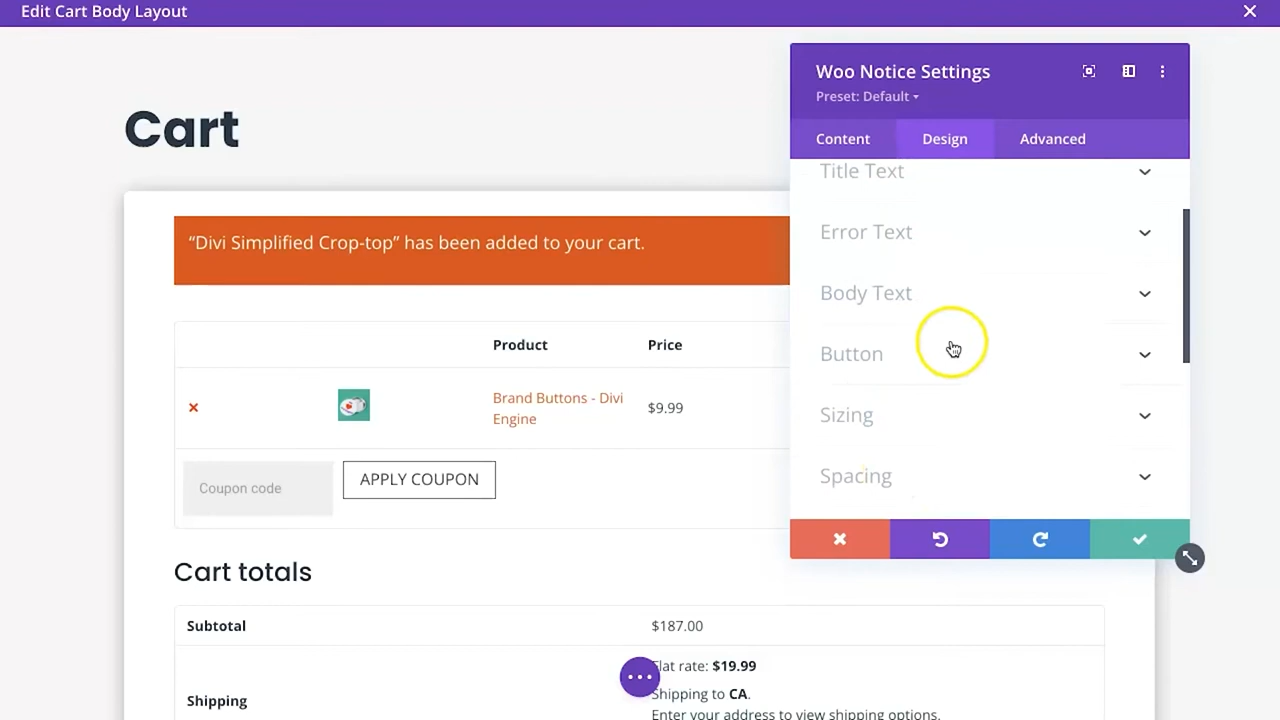 Edit Cart Body Layout
Woo Notice Settings
Preset: Default
Content Design Advanced
Cart
Title Text
“Divi Simplified Crop-top” has been added to your cart.
Error Text
Body Text
Button
Sizing
Spacing
Product Price
Brand Buttons - Divi
Engine
$9.99
Coupon code
APPLY COUPON
Cart totals
Subtotal $187.00
Shipping
Flat rate: $19.99
Shipping to CA.
Enter your address to view shipping options.